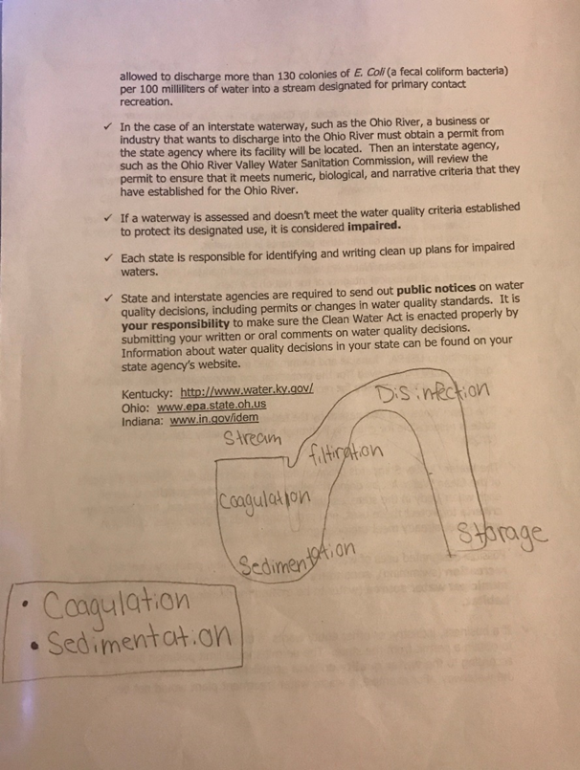 allowed to discharge more than 130 colonies of E. Coli (a fecal coliform bacteria)
per 100 milliliters of water into a stream designated for primary contact
recreation.
✓ In the case of an interstate waterway, such as the Ohio River, a business or
industry that wants to discharge into the Ohio River must obtain a permit from
the state agency where its facility will be located. Then an interstate agency,
such as the Ohio River Valley Water Sanitation Commission, will review the
permit to ensure that it meets numeric, biological, and narrative criteria that they
have established for the Ohio River.
✓ If a waterway is assessed and doesn't meet the water quality criteria established
to protect its designated use, it is considered impaired.
✓ Each state is responsible for identifying and writing clean up plans for impaired
waters.
✓ State and interstate agencies are required to send out public notices on water
quality decisions, including permits or changes in water quality standards. It is
your responsibility to make sure the Clean Water Act is enacted properly by
submitting your written or oral comments on water quality decisions.
Information about water quality decisions in your state can be found on your
state agency's website.
Kentucky: http://www.water.ky.gov/
Ohio: www.epa.state.oh.us
Indiana: www.in.gov/idem
Disinfection
Stream
filtiration
Coagulation
Storage
Sedimentation
• Coagulation
• Sedimentation